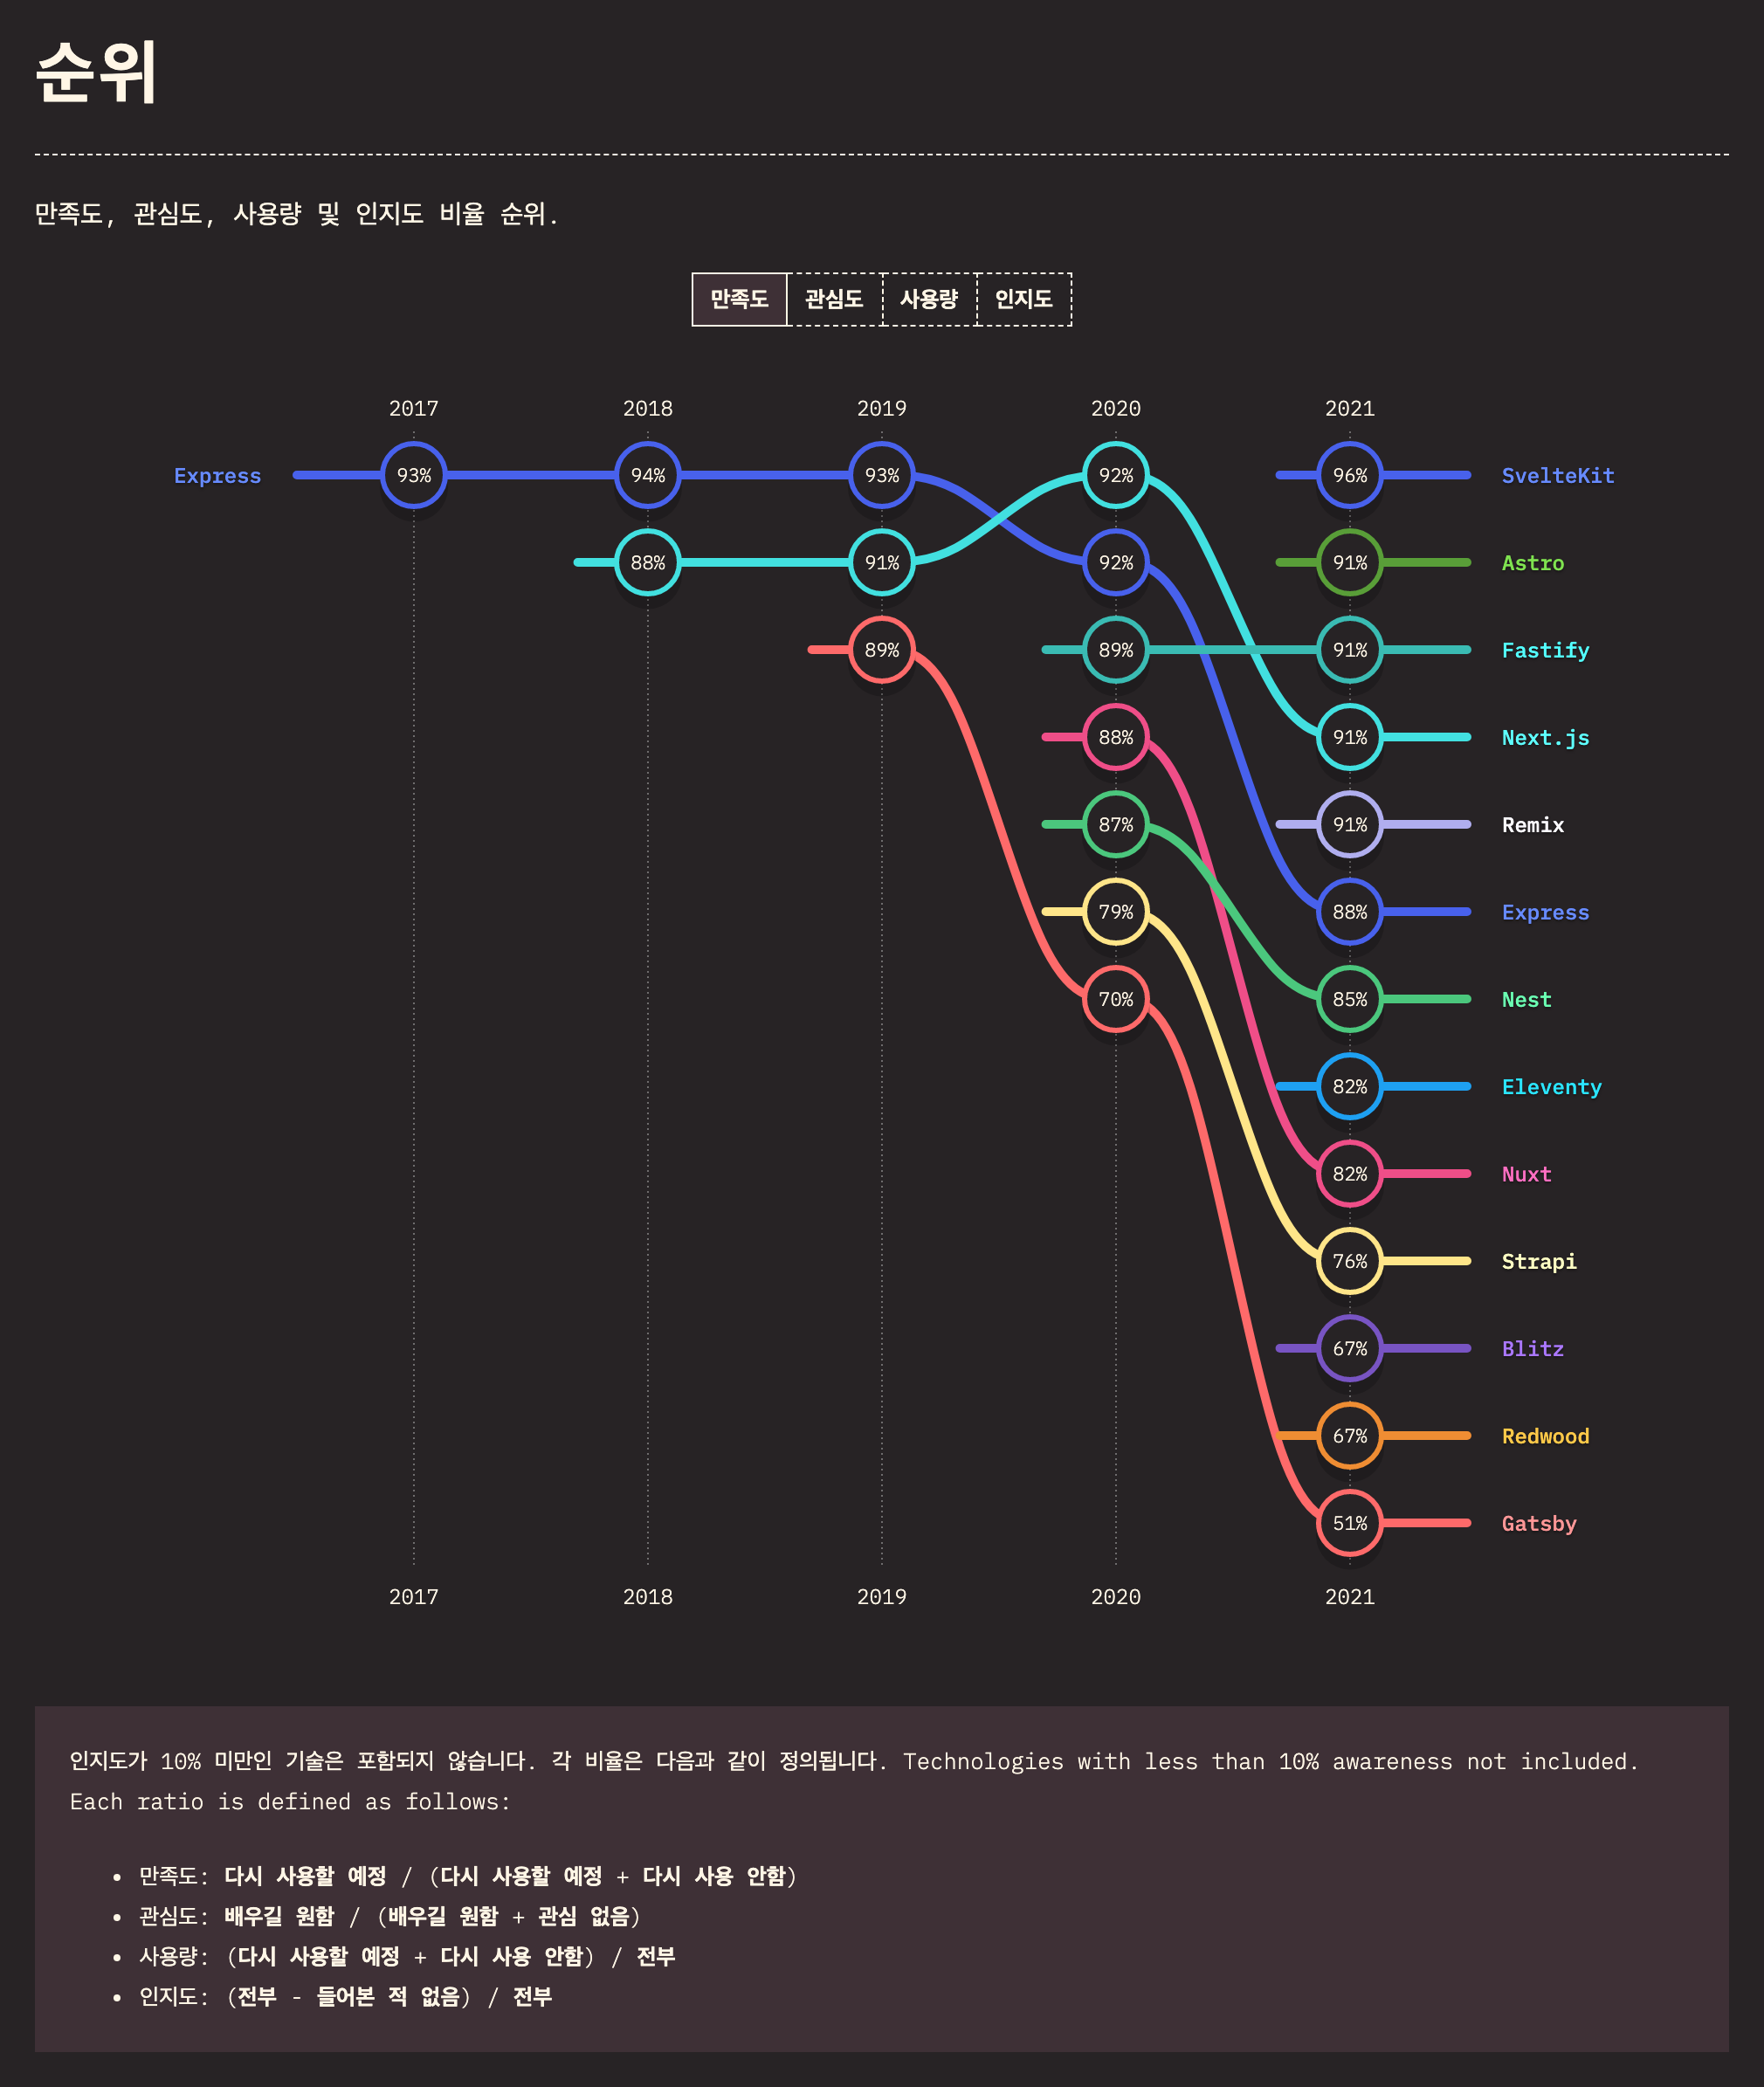 순위
만족도, 관심도, 사용량 및 인지도 비율 순위.
만족도 관심도 사용량 인지도
2017 2018 2019 2020 2021
Express 93% 94% 93% 92% 96% SvelteKit
88% 91% 92% 91% Astro
89% 89% 91% Fastify
88% 91% Next.js
87% 91% Remix
79% 88% Express
70% 85% Nest
82% Eleventy
82% Nuxt
76% Strapi
67% Blitz
67% Redwood
51% Gatsby
2017 2018 2019 2020 2021
인지도가 10% 미만인 기술은 포함되지 않습니다. 각 비율은 다음과 같이 정의됩니다. Technologies with less than 10% awareness not included.
Each ratio is defined as follows:
• 만족도: 다시 사용할 예정 / (다시 사용할 예정 + 다시 사용 안함)
• 관심도: 배우길 원함 / (배우길 원함 + 관심 없음)
• 사용량: (다시 사용할 예정 + 다시 사용 안함) / 전부
• 인지도: (전부 - 들어본 적 없음) / 전부